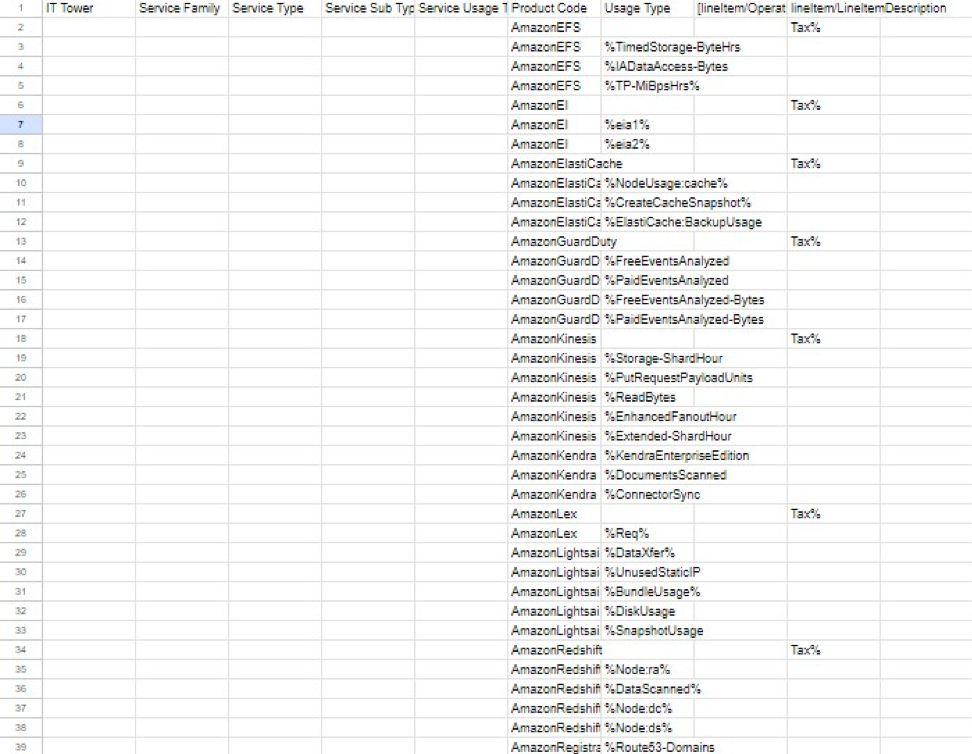 1 IT Tower Service Family Service Type Service Sub Typ Service Usage T Product Code Usage Type [lineItem/Operat lineItem/LineItemDescription
2 AmazonEFS Tax%
3 AmazonEFS %TimedStorage-ByteHrs
4 AmazonEFS %IADataAccess-Bytes
5 AmazonEFS %TP-MiBpsHrs%
6 AmazonEI Tax%
7 AmazonEI %eia1%
8 AmazonEI %eia2%
9 AmazonElastiCache Tax%
10 AmazonElastiCa %NodeUsage:cache%
11 AmazonElastiCa %CreateCacheSnapshot%
12 AmazonElastiCa %ElastiCache:BackupUsage
13 AmazonGuardDuty Tax%
14 AmazonGuardD %FreeEventsAnalyzed
15 AmazonGuardD %PaidEventsAnalyzed
16 AmazonGuardD %FreeEventsAnalyzed-Bytes
17 AmazonGuardD %PaidEventsAnalyzed-Bytes
18 AmazonKinesis Tax%
19 AmazonKinesis %Storage-ShardHour
20 AmazonKinesis %PutRequestPayloadUnits
21 AmazonKinesis %ReadBytes
22 AmazonKinesis %EnhancedFanoutHour
23 AmazonKinesis %Extended-ShardHour
24 AmazonKendra %KendraEnterpriseEdition
25 AmazonKendra %DocumentsScanned
26 AmazonKendra %ConnectorSync
27 AmazonLex Tax%
28 AmazonLex %Req%
29 AmazonLightsai %DataXfer%
30 AmazonLightsai %UnusedStaticIP
31 AmazonLightsai %BundleUsage%
32 AmazonLightsai %DiskUsage
33 AmazonLightsai %SnapshotUsage
34 AmazonRedshift Tax%
35 AmazonRedshift %Node:ra%
36 AmazonRedshift %DataScanned%
37 AmazonRedshift %Node:dc%
38 AmazonRedshift %Node:ds%
39 AmazonRegistra %Route53-Domains